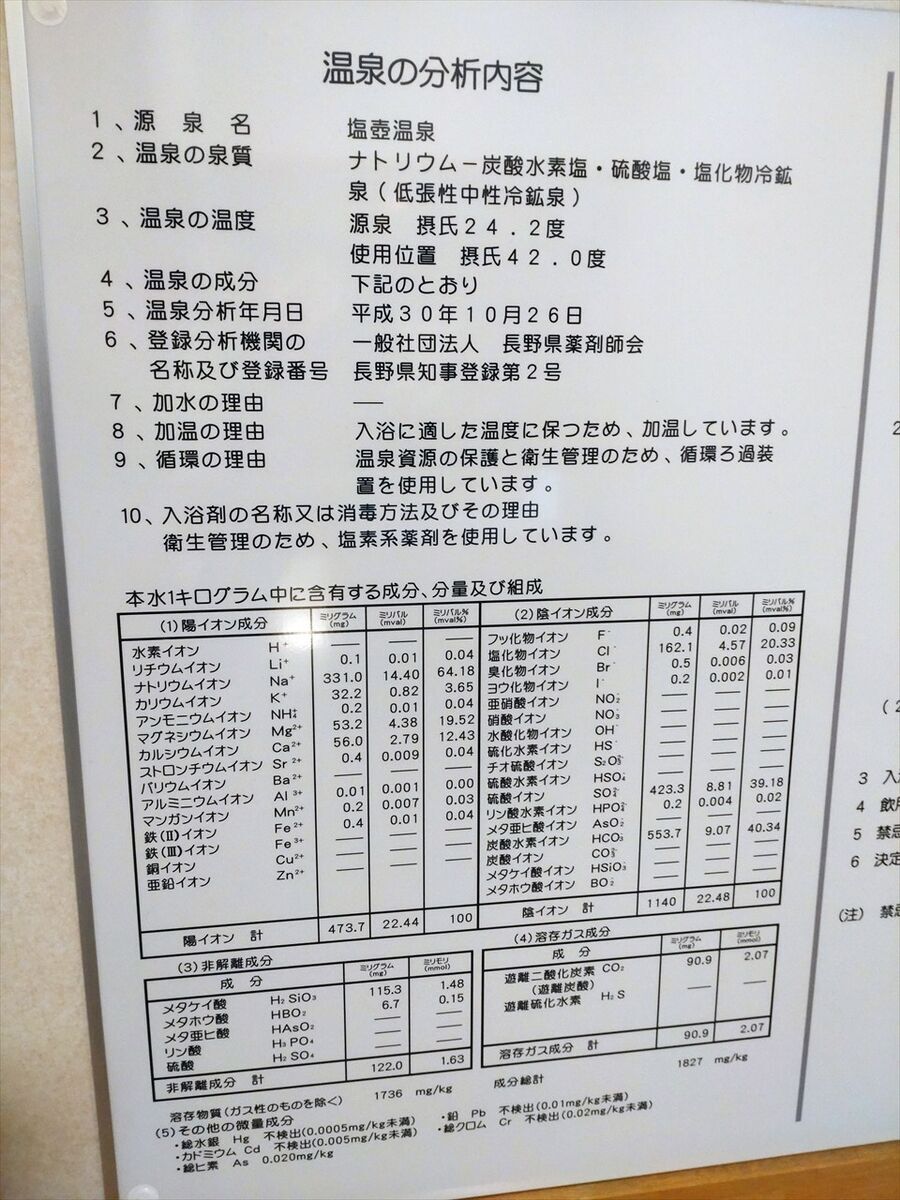 温泉の分析内容
1、源 泉 名 塩壺温泉
2、温泉の泉質 ナトリウム－炭酸水素塩・硫酸塩・塩化物冷鉱
泉（低張性中性冷鉱泉）
3、温泉の温度 源泉 摂氏24.2度
使用位置 摂氏42.0度
4、温泉の成分 下記のとおり
5、温泉分析年月日 平成30年10月26日
6、登録分析機関の 一般社団法人 長野県薬剤師会
名称及び登録番号 長野県知事登録第2号
7、加水の理由 ―
8、加温の理由 入浴に適した温度に保つため、加温しています。
9、循環の理由 温泉資源の保護と衛生管理のため、循環ろ過装
置を使用しています。
10、入浴剤の名称又は消毒方法及びその理由
衛生管理のため、塩素系薬剤を使用しています。
本水1キログラム中に含有する成分、分量及び組成
(1)陽イオン成分 ミリグラム(mg) ミリバル(mval) ミリバル%(mval%)
水素イオン H⁺ ― ― ―
リチウムイオン Li⁺ 0.1 0.01 0.04
ナトリウムイオン Na⁺ 331.0 14.40 64.18
カリウムイオン K⁺ 32.2 0.82 3.65
アンモニウムイオン NH₄⁺ 0.2 0.01 0.04
マグネシウムイオン Mg²⁺ 53.2 4.38 19.52
カルシウムイオン Ca²⁺ 56.0 2.79 12.43
ストロンチウムイオン Sr²⁺ 0.4 0.009 0.04
バリウムイオン Ba²⁺ ― ― ―
アルミニウムイオン Al³⁺ 0.01 0.001 0.00
マンガンイオン Mn²⁺ 0.2 0.007 0.03
鉄(Ⅱ)イオン Fe²⁺ 0.4 0.01 0.04
鉄(Ⅲ)イオン Fe³⁺ ― ― ―
銅イオン Cu²⁺ ― ― ―
亜鉛イオン Zn²⁺ ― ― ―
陽イオン 計 473.7 22.44 100
(2)陰イオン成分 ミリグラム(mg) ミリバル(mval) ミリバル%(mval%)
フッ化物イオン F⁻ 0.4 0.02 0.09
塩化物イオン Cl⁻ 162.1 4.57 20.33
臭化物イオン Br⁻ 0.5 0.006 0.03
ヨウ化物イオン I⁻ 0.2 0.002 0.01
亜硝酸イオン NO₂⁻ ― ― ―
硝酸イオン NO₃⁻ ― ― ―
水酸化物イオン OH⁻ ― ― ―
硫化水素イオン HS⁻ ― ― ―
チオ硫酸イオン S₂O₃²⁻ ― ― ―
硫酸水素イオン HSO₄⁻ ― ― ―
硫酸イオン SO₄²⁻ 423.3 8.81 39.18
リン酸水素イオン HPO₄²⁻ 0.2 0.004 0.02
メタ亜ヒ酸イオン AsO₂⁻ ― ― ―
炭酸水素イオン HCO₃⁻ 553.7 9.07 40.34
炭酸イオン CO₃²⁻ ― ― ―
メタケイ酸イオン HSiO₃⁻ ― ― ―
メタホウ酸イオン BO₂⁻ ― ― ―
陰イオン 計 1140 22.48 100
(3)非解離成分
成 分 ミリグラム(mg) ミリモリ(mmol)
メタケイ酸 H₂SiO₃ 115.3 1.48
メタホウ酸 HBO₂ 6.7 0.15
メタ亜ヒ酸 HAsO₂ ― ―
リン酸 H₃PO₄ ― ―
硫酸 H₂SO₄ ― ―
非解離成分 計 122.0 1.63
(4)溶存ガス成分
成 分 ミリグラム(mg) ミリモリ(mmol)
遊離二酸化炭素 CO₂ 90.9 2.07
(遊離炭酸)
遊離硫化水素 H₂S ― ―
溶存ガス成分 計 90.9 2.07
溶存物質(ガス性のものを除く) 1736 mg/kg
成分総計 1827 mg/kg
(5)その他の微量成分
・総水銀 Hg 不検出(0.0005mg/kg未満)
・カドミウム Cd 不検出(0.005mg/kg未満)
・総ヒ素 As 0.020mg/kg
・鉛 Pb 不検出(0.01mg/kg未満)
・総クロム Cr 不検出(0.02mg/kg未満)
2
(2
3 入
4 飲
5 禁
6 決定
(注) 禁